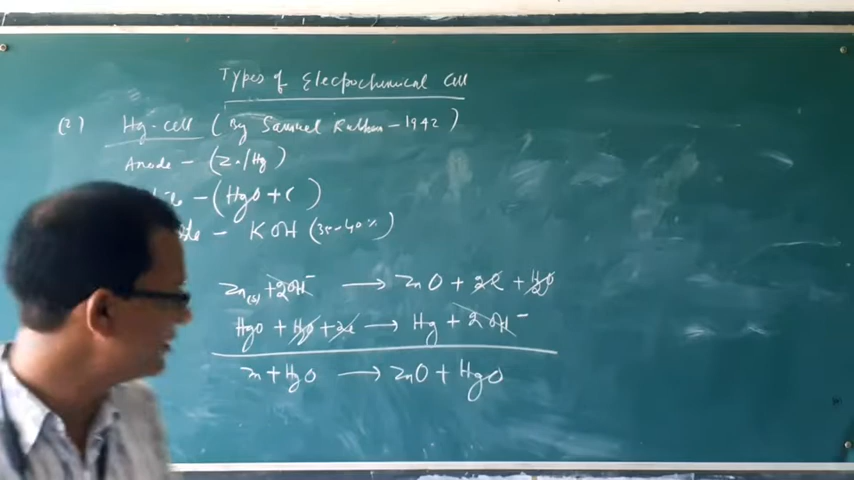 Types of Electrochemical Cell
(2) Hg-cell (By Samuel Ruben - 1942)
Anode - (Zn/Hg)
- (HgO + C)
- KOH (35-40%)
Zn(s) + 2OH⁻ ⟶ ZnO + 2e + H2O
HgO + H2O + 2e ⟶ Hg + 2OH⁻
Zn + HgO ⟶ ZnO + HgO